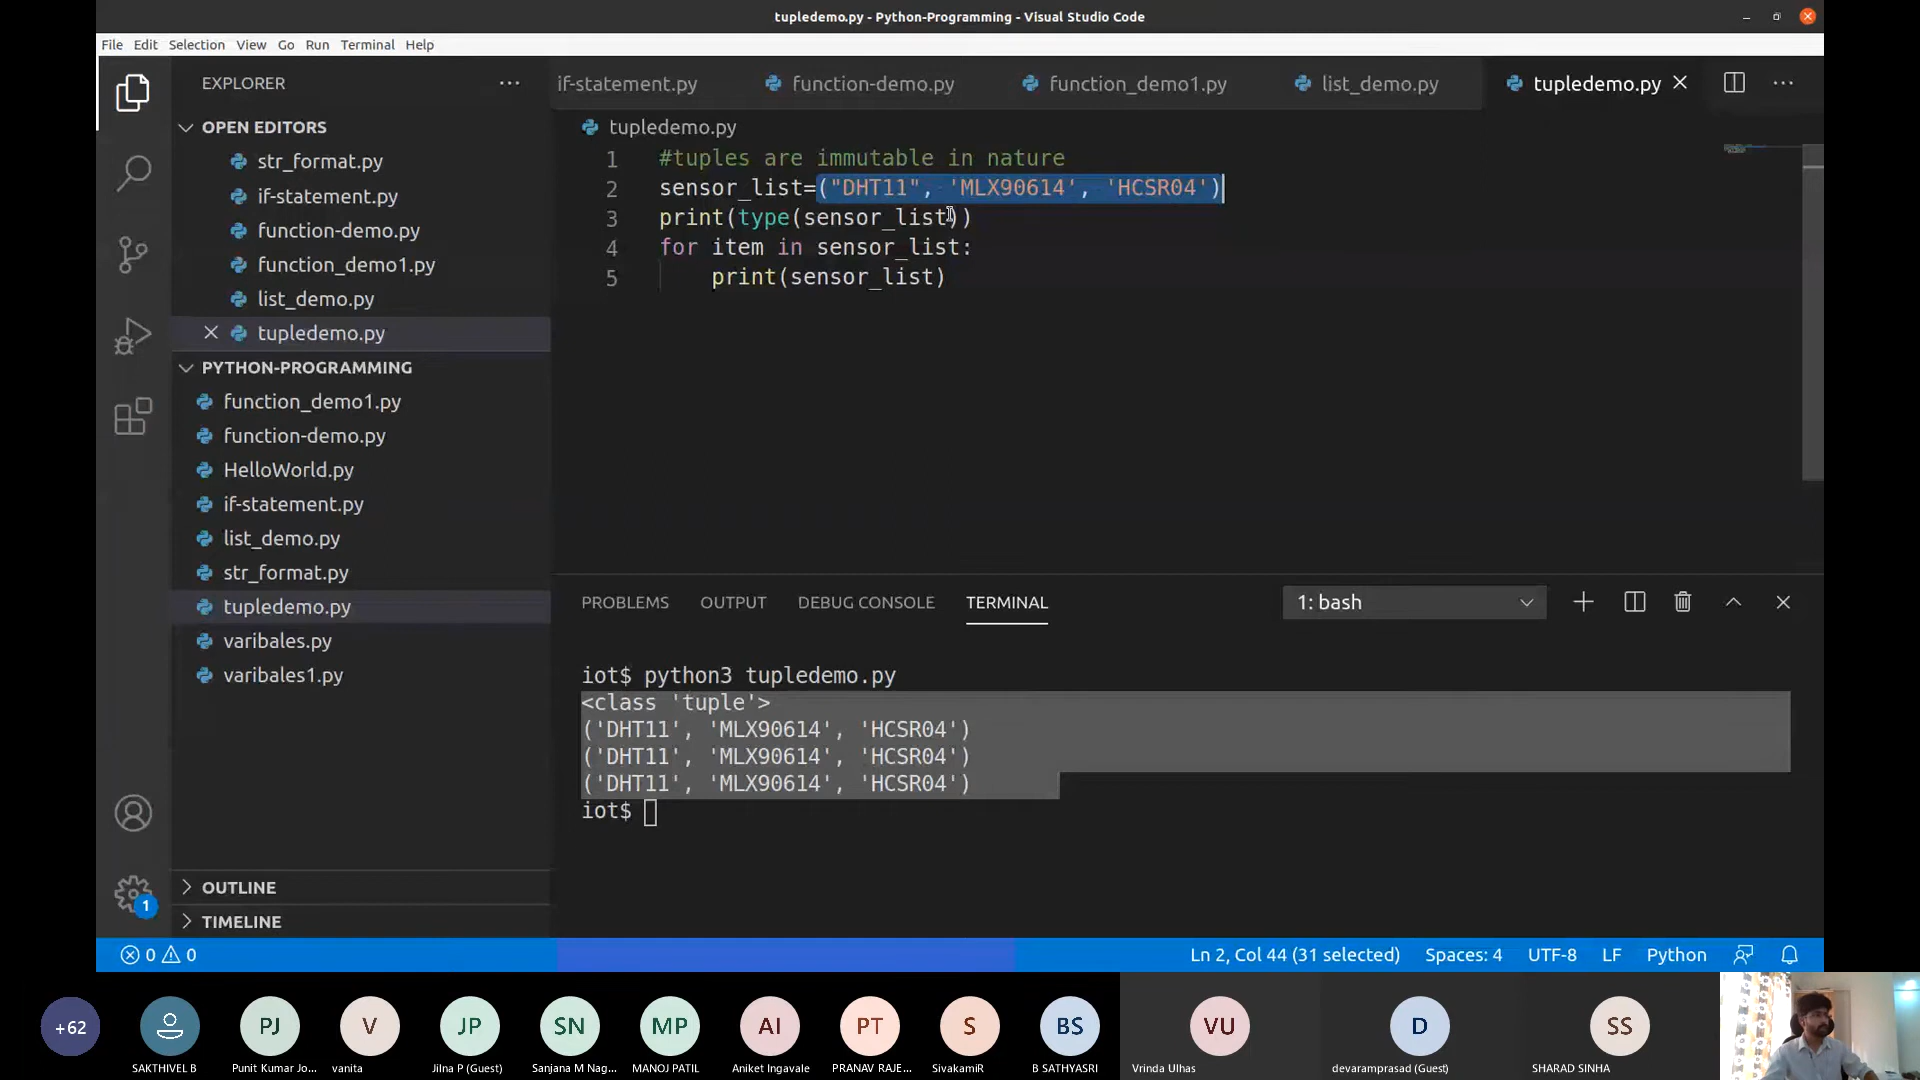 tupledemo.py - Python-Programming - Visual Studio Code
File Edit Selection View Go Run Terminal Help
EXPLORER
if-statement.py function-demo.py function_demo1.py list_demo.py tupledemo.py
OPEN EDITORS
str_format.py
if-statement.py
function-demo.py
function_demo1.py
list_demo.py
tupledemo.py
PYTHON-PROGRAMMING
function_demo1.py
function-demo.py
HelloWorld.py
if-statement.py
list_demo.py
str_format.py
tupledemo.py
varibales.py
varibales1.py
OUTLINE
TIMELINE
tupledemo.py
1 #tuples are immutable in nature
2 sensor_list=("DHT11", 'MLX90614', 'HCSR04')
3 print(type(sensor_list))
4 for item in sensor_list:
5 print(sensor_list)
PROBLEMS OUTPUT DEBUG CONSOLE TERMINAL 1: bash
iot$ python3 tupledemo.py
<class 'tuple'>
('DHT11', 'MLX90614', 'HCSR04')
('DHT11', 'MLX90614', 'HCSR04')
('DHT11', 'MLX90614', 'HCSR04')
iot$
1
0 0 Ln 2, Col 44 (31 selected) Spaces: 4 UTF-8 LF Python
+62 PJ V JP SN MP AI PT S BS VU D SS
SAKTHIVEL B Punit Kumar Jo... vanita Jilna P (Guest) Sanjana M Nag... MANOJ PATIL Aniket Ingavale PRANAV RAJE... SivakamiR B SATHYASRI Vrinda Ulhas devaramprasad (Guest) SHARAD SINHA